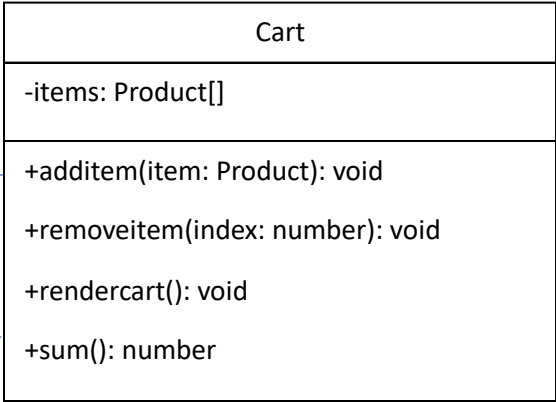 Cart
-items: Product[]
+additem(item: Product): void
+removeitem(index: number): void
+rendercart(): void
+sum(): number